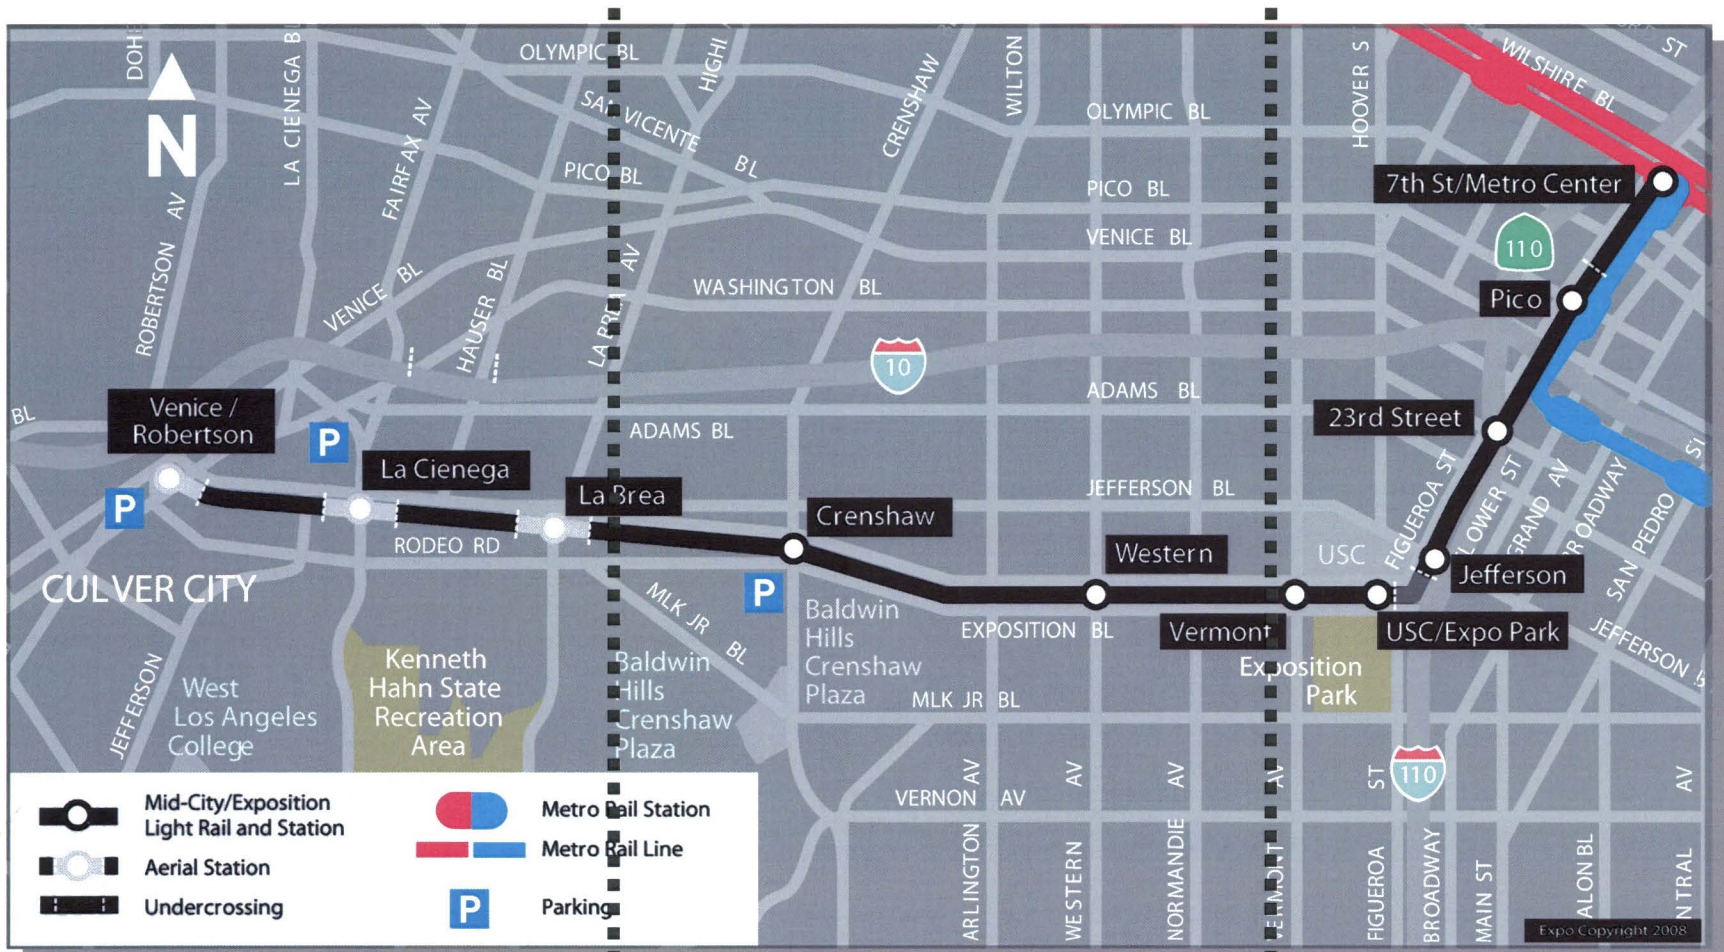 DOHE
LA CIENEGA B
OLYMPIC BL
HIGHL
CRENSHAW
WILTON
HOOVER S
WILSHIRE BL
ST
N
FAIRFAX AV
SAN VICENTE BL
OLYMPIC BL
PICO BL
PICO BL
7th St/Metro Center
ROBERTSON AV
VENICE BL
HAUSER BL
LA BREA AV
WASHINGTON BL
VENICE BL
110
Pico
10
ADAMS BL
BL
Venice /
Robertson
P
ADAMS BL
23rd Street
P
La Cienega
La Brea
RODEO RD
Crenshaw
JEFFERSON BL
FIGUEROA ST
FLOWER ST
GRAND AV
BROADWAY
SAN PEDRO ST
CULVER CITY
P
Western
USC
Jefferson
MLK JR BL
Baldwin
Hills
Crenshaw
Plaza
EXPOSITION BL
Vermont
USC/Expo Park
JEFFERSON B
Exposition
Park
JEFFERSON
West
Los Angeles
College
Kenneth
Hahn State
Recreation
Area
Baldwin
Hills
Crenshaw
Plaza
MLK JR BL
110
VERNON AV
ARLINGTON AV
WESTERN AV
NORMANDIE AV
VERMONT AV
FIGUEROA ST
BROADWAY
MAIN ST
ALON BL
NTRAL AV
Mid-City/Exposition
Light Rail and Station
Aerial Station
Undercrossing
Metro Rail Station
Metro Rail Line
P Parking
Expo Copyright 2008